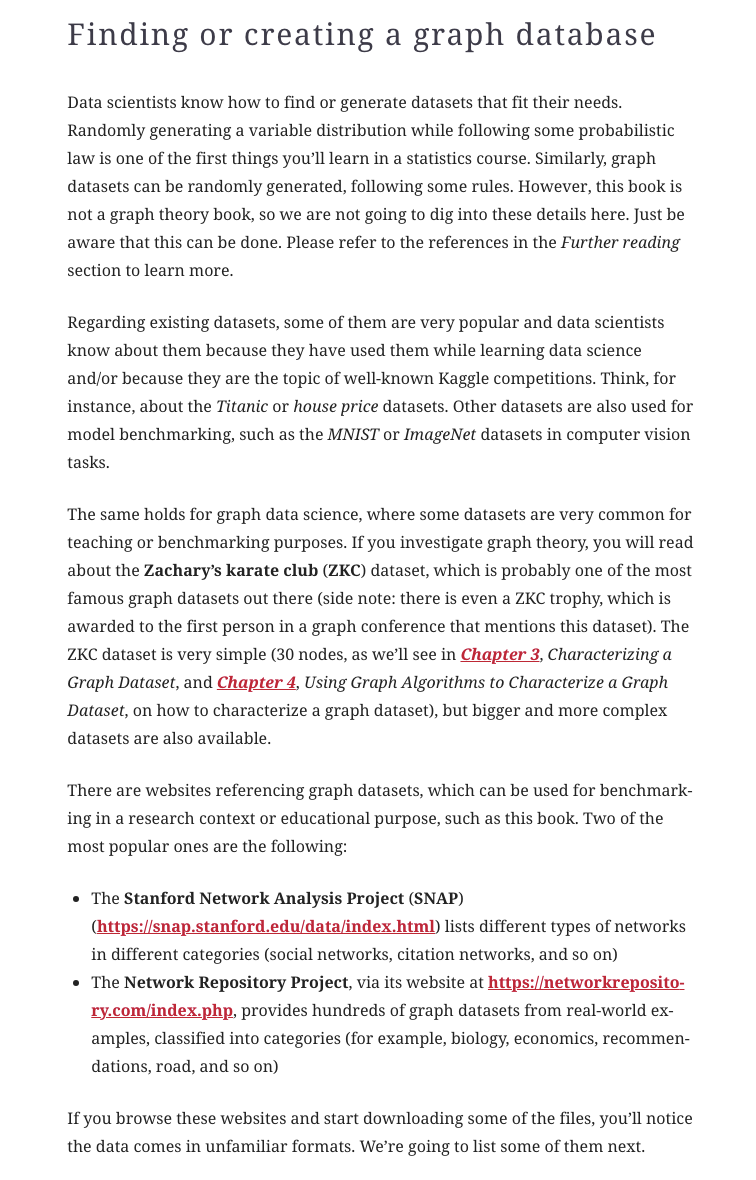 Finding or creating a graph database
Data scientists know how to find or generate datasets that fit their needs.
Randomly generating a variable distribution while following some probabilistic
law is one of the first things you’ll learn in a statistics course. Similarly, graph
datasets can be randomly generated, following some rules. However, this book is
not a graph theory book, so we are not going to dig into these details here. Just be
aware that this can be done. Please refer to the references in the Further reading
section to learn more.
Regarding existing datasets, some of them are very popular and data scientists
know about them because they have used them while learning data science
and/or because they are the topic of well-known Kaggle competitions. Think, for
instance, about the Titanic or house price datasets. Other datasets are also used for
model benchmarking, such as the MNIST or ImageNet datasets in computer vision
tasks.
The same holds for graph data science, where some datasets are very common for
teaching or benchmarking purposes. If you investigate graph theory, you will read
about the Zachary’s karate club (ZKC) dataset, which is probably one of the most
famous graph datasets out there (side note: there is even a ZKC trophy, which is
awarded to the first person in a graph conference that mentions this dataset). The
ZKC dataset is very simple (30 nodes, as we’ll see in Chapter 3, Characterizing a
Graph Dataset, and Chapter 4, Using Graph Algorithms to Characterize a Graph
Dataset, on how to characterize a graph dataset), but bigger and more complex
datasets are also available.
There are websites referencing graph datasets, which can be used for benchmark-
ing in a research context or educational purpose, such as this book. Two of the
most popular ones are the following:
• The Stanford Network Analysis Project (SNAP)
(https://snap.stanford.edu/data/index.html) lists different types of networks
in different categories (social networks, citation networks, and so on)
• The Network Repository Project, via its website at https://networkreposito-
ry.com/index.php, provides hundreds of graph datasets from real-world ex-
amples, classified into categories (for example, biology, economics, recommen-
dations, road, and so on)
If you browse these websites and start downloading some of the files, you’ll notice
the data comes in unfamiliar formats. We’re going to list some of them next.